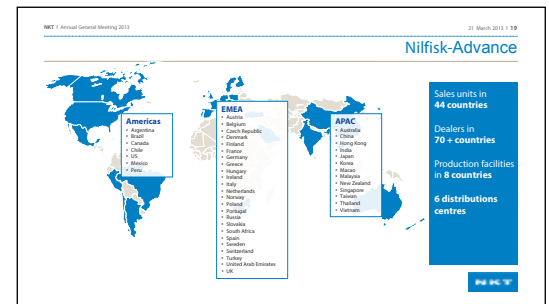 NKT I Annual General Meeting 2013
21 March 2013 I 19
Nilfisk-Advance
Americas
• Argentina
• Brazil
• Canada
• Chile
• US
• Mexico
• Peru
EMEA
• Austria
• Belgium
• Czech Republic
• Denmark
• Finland
• France
• Germany
• Greece
• Hungary
• Ireland
• Italy
• Netherlands
• Norway
• Poland
• Portugal
• Russia
• Slovakia
• South Africa
• Spain
• Sweden
• Switzerland
• Turkey
• United Arab Emirates
• UK
APAC
• Australia
• China
• Hong Kong
• India
• Japan
• Korea
• Macao
• Malaysia
• New Zealand
• Singapore
• Taiwan
• Thailand
• Vietnam
Sales units in
44 countries
Dealers in
70 + countries
Production facilities
in 8 countries
6 distributions
centres
NKT